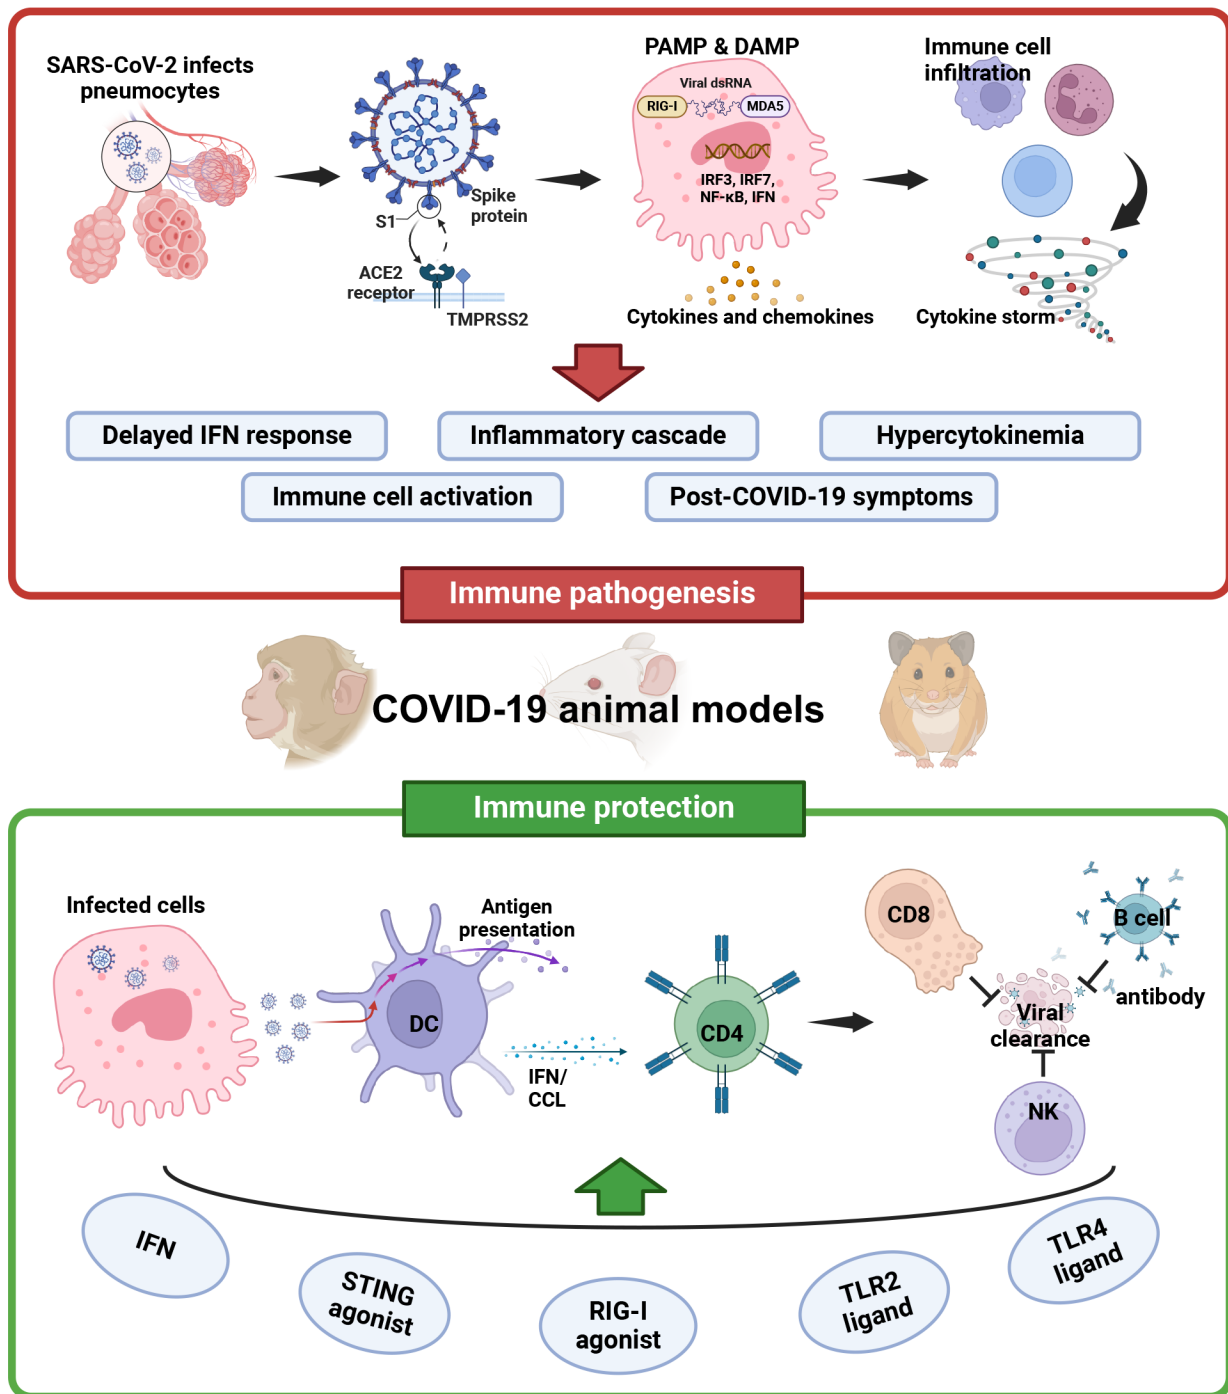 SARS-CoV-2 infects
pneumocytes
S1
Spike
protein
ACE2
receptor
TMPRSS2
PAMP & DAMP
Viral dsRNA
RIG-I
MDA5
IRF3, IRF7,
NF-κB, IFN
Cytokines and chemokines
Immune cell
infiltration
Cytokine storm
Delayed IFN response
Inflammatory cascade
Hypercytokinemia
Immune cell activation
Post-COVID-19 symptoms
Immune pathogenesis
COVID-19 animal models
Immune protection
Infected cells
DC
Antigen
presentation
IFN/
CCL
CD4
CD8
B cell
antibody
Viral
clearance
NK
IFN
STING
agonist
RIG-I
agonist
TLR2
ligand
TLR4
ligand